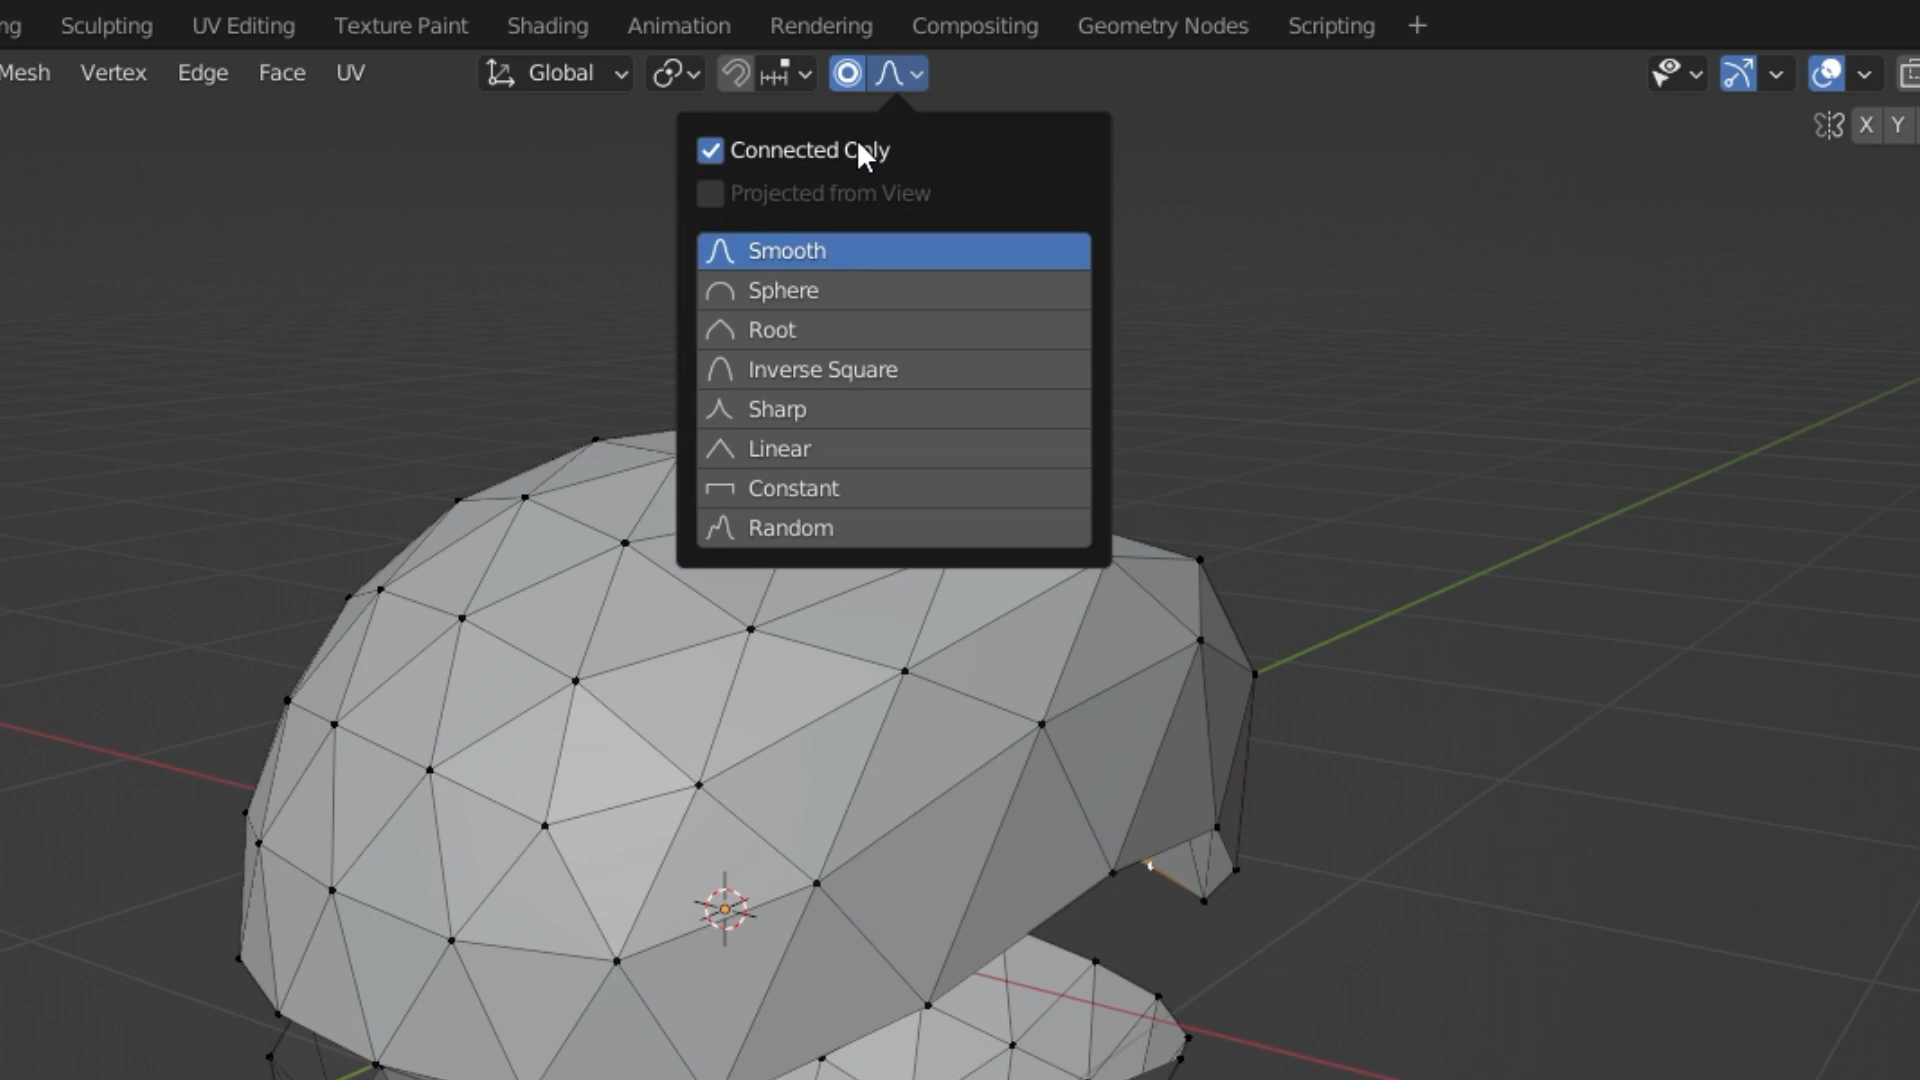 ng Sculpting UV Editing Texture Paint Shading Animation Rendering Compositing Geometry Nodes Scripting +
Mesh Vertex Edge Face UV Global
X Y
Connected Only
Projected from View
Smooth
Sphere
Root
Inverse Square
Sharp
Linear
Constant
Random